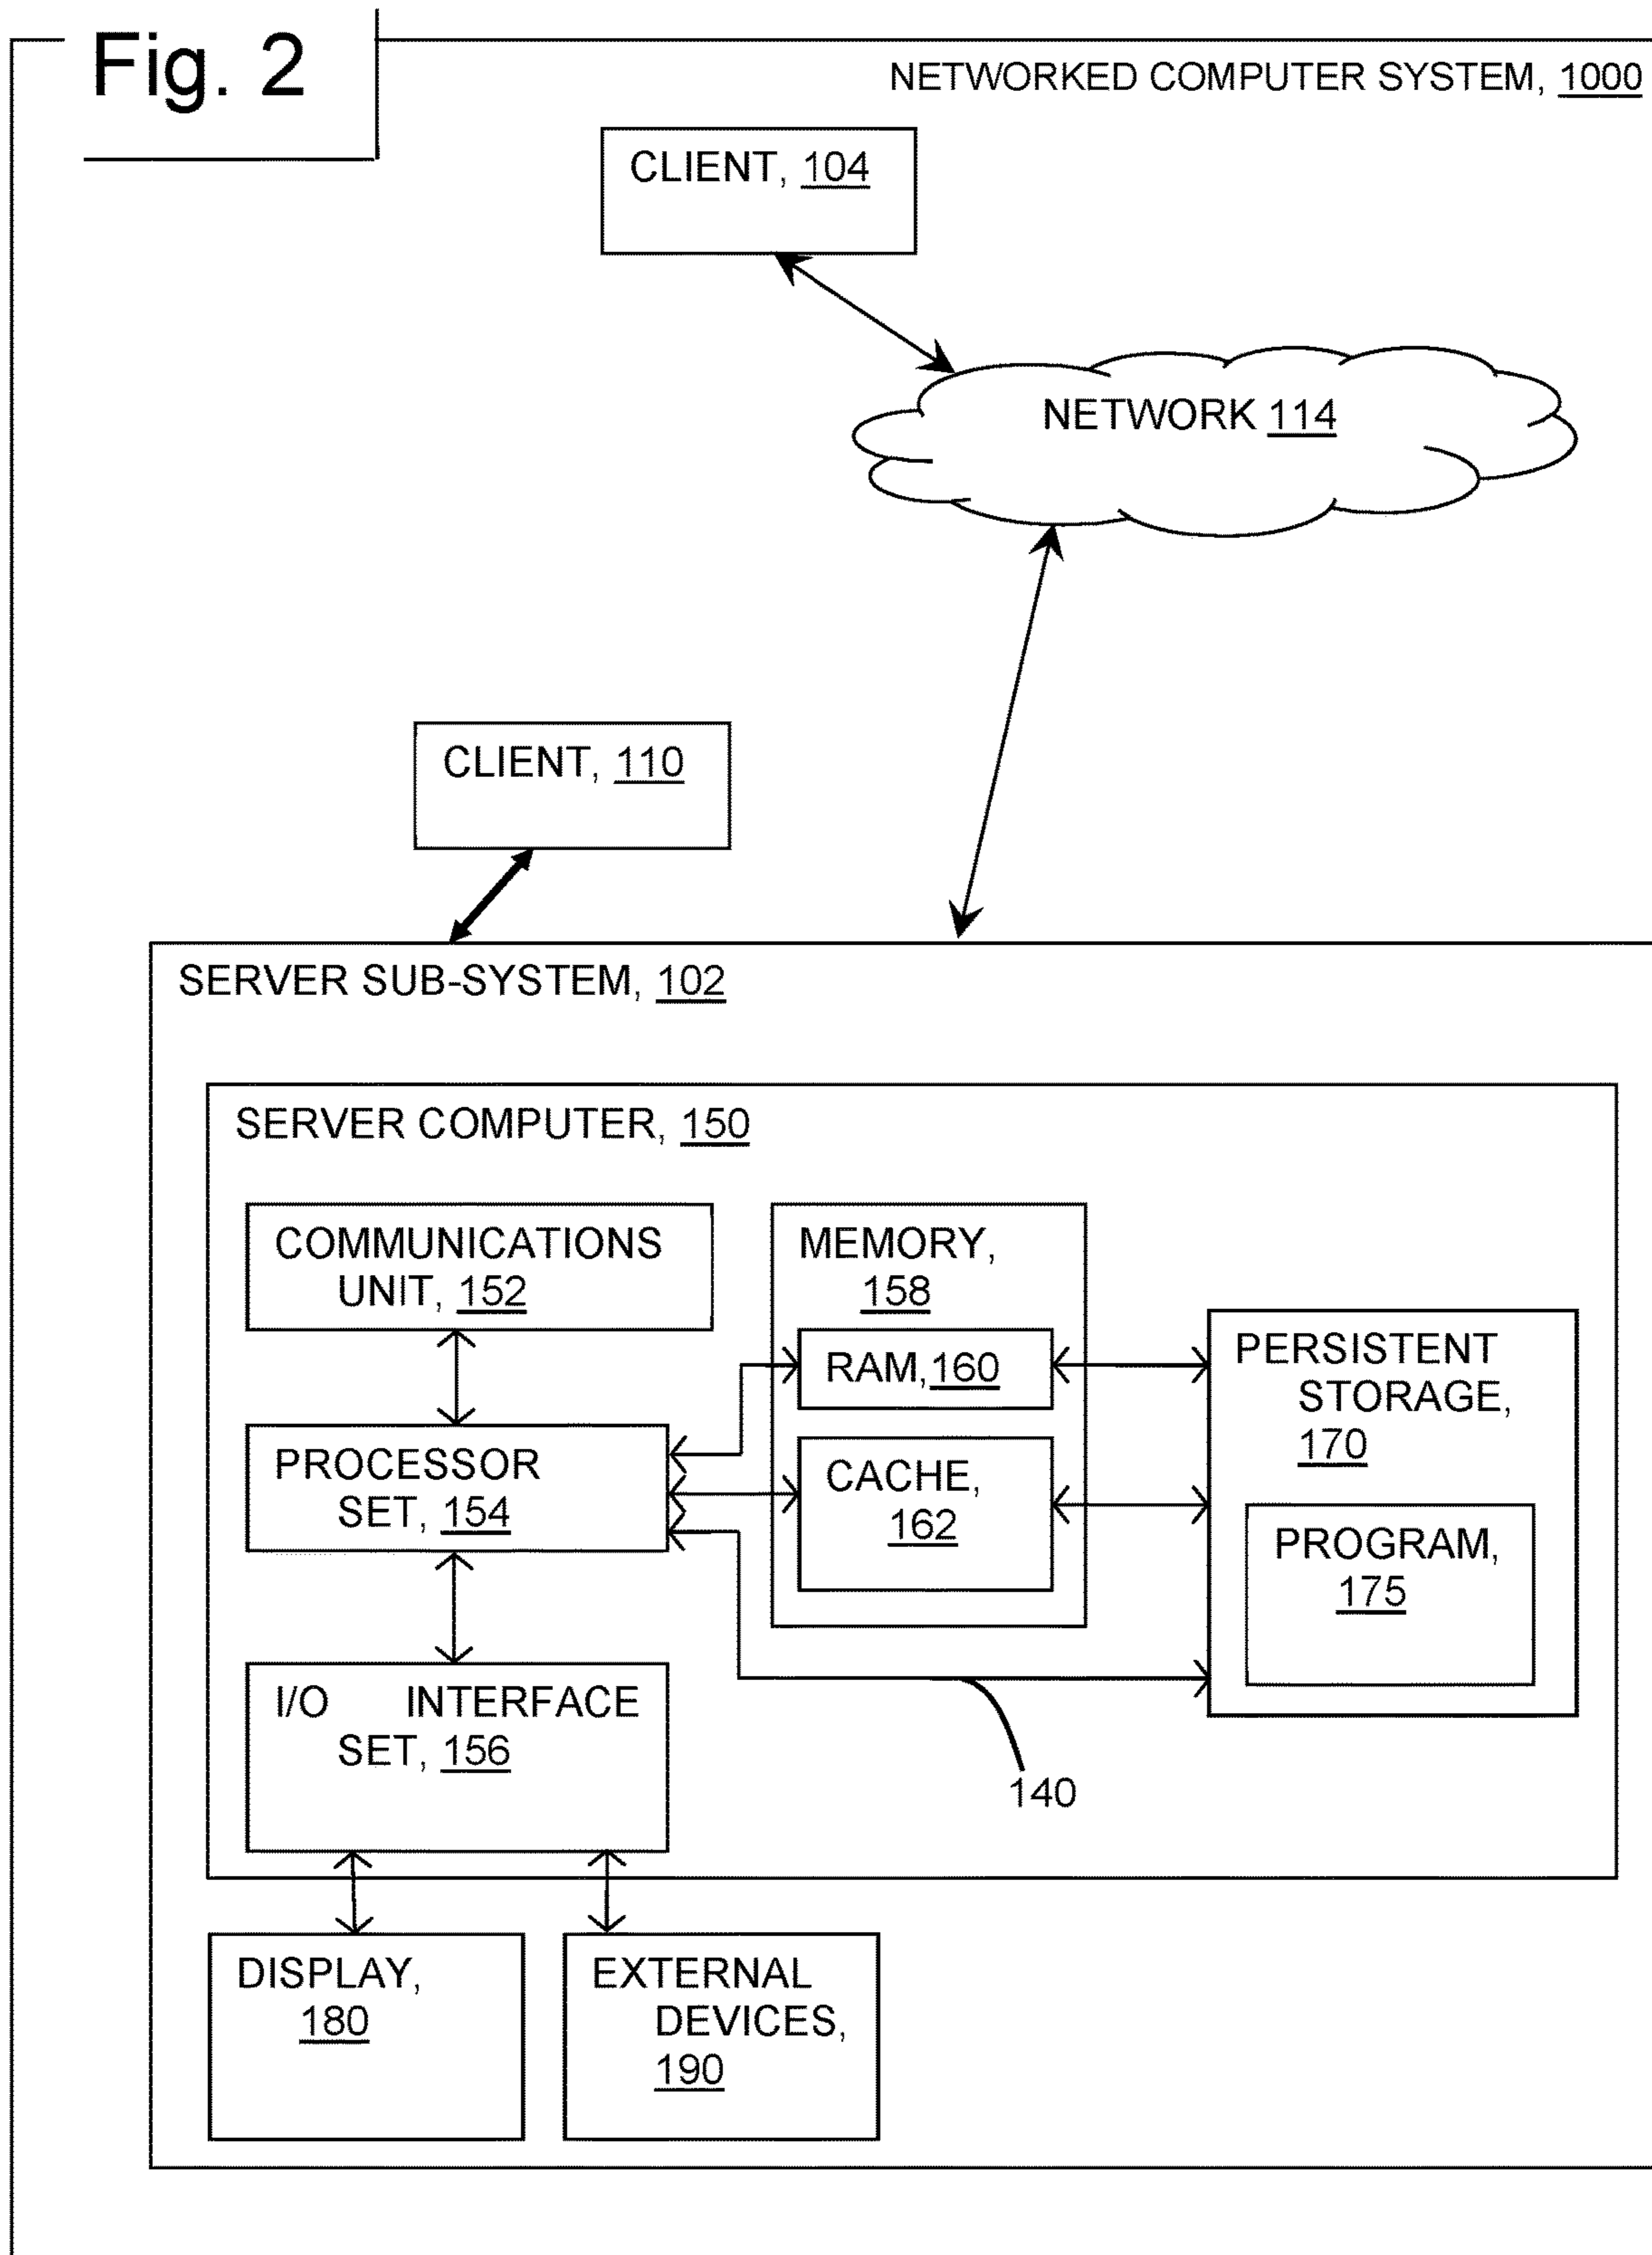 Fig. 2
NETWORKED COMPUTER SYSTEM, 1000
CLIENT, 104
NETWORK 114
CLIENT, 110
SERVER SUB-SYSTEM, 102
SERVER COMPUTER, 150
COMMUNICATIONS
UNIT, 152
MEMORY,
158
RAM, 160
PERSISTENT
STORAGE,
170
PROCESSOR
SET, 154
CACHE,
162
PROGRAM,
175
I/O INTERFACE
SET, 156
140
DISPLAY,
180
EXTERNAL
DEVICES,
190